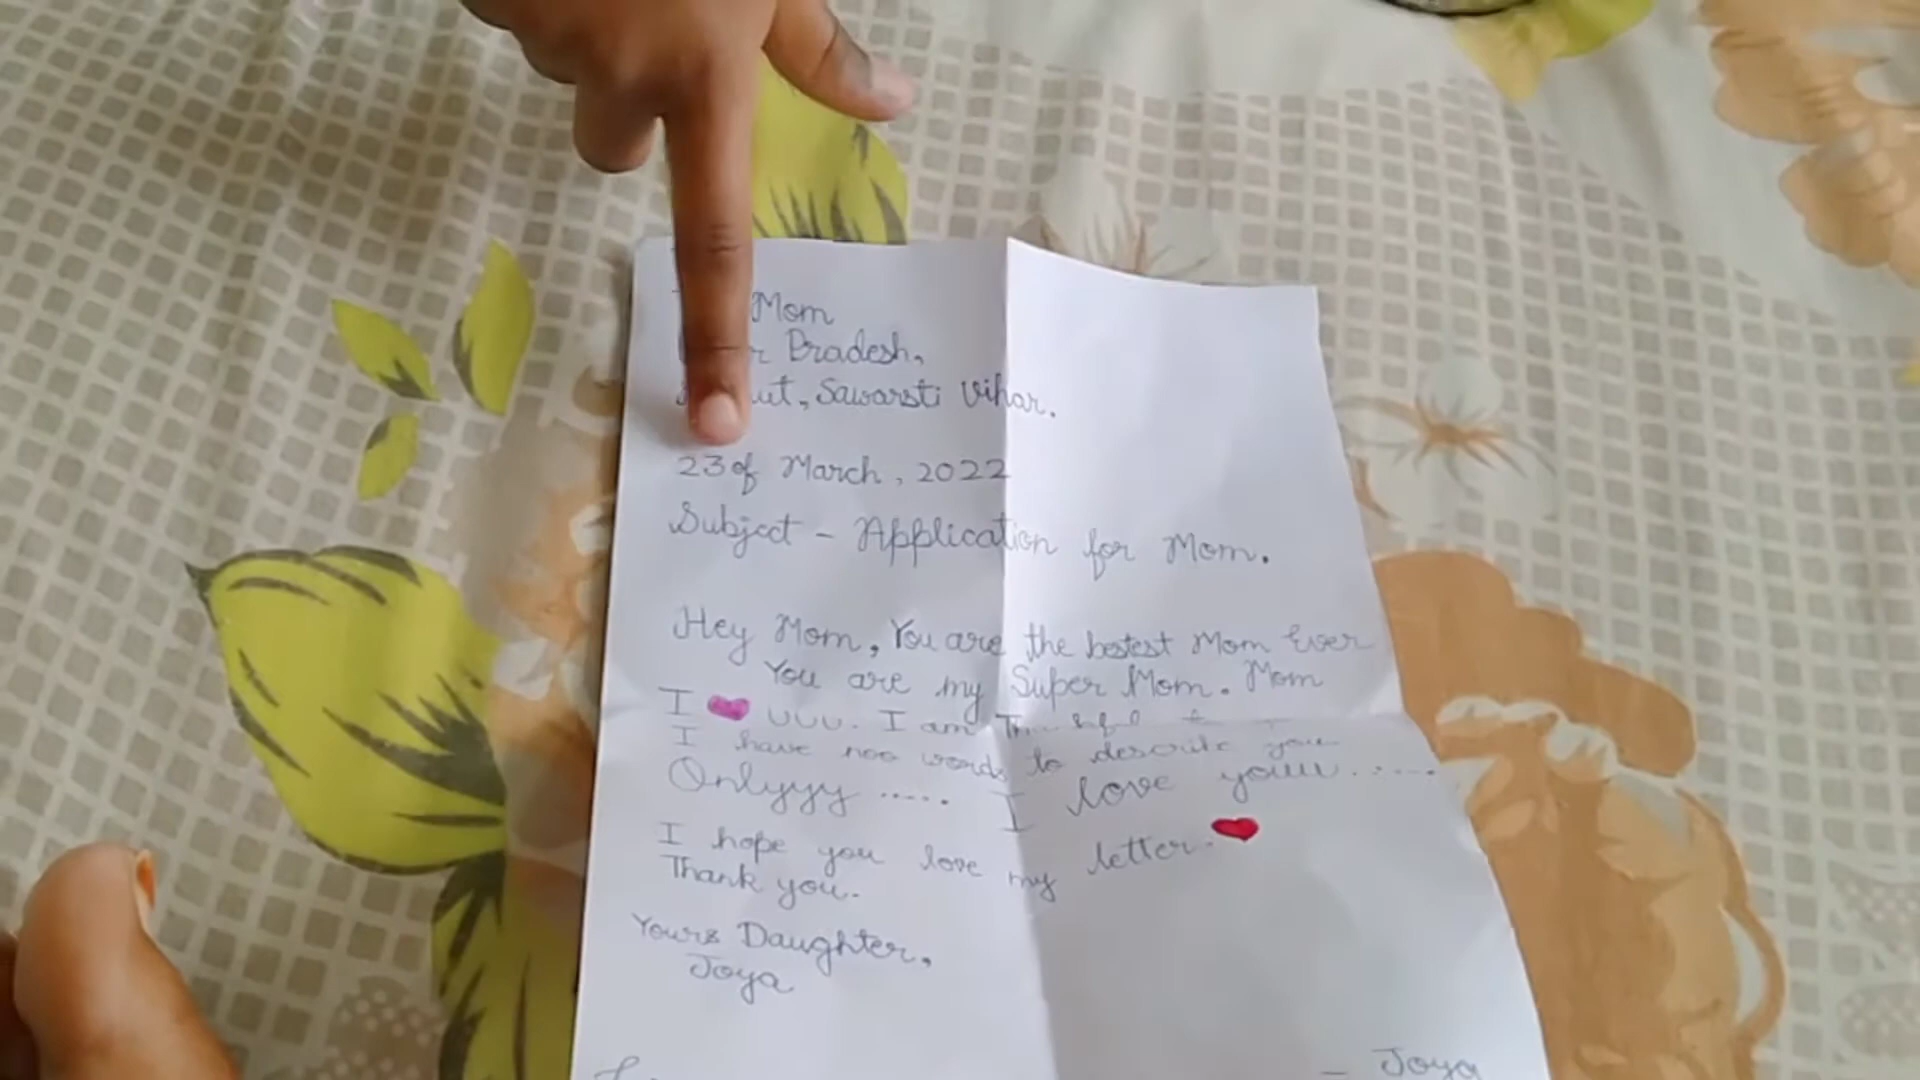 Mom
Pradesh,
Sawarsti Vihar.
23 of March, 2022
Subject - Application for Mom.
Hey Mom, You are the bestest Mom Ever
You are my Super Mom. Mom
I uuu. I am
I have noo words to describe you
Onlyyy ..... I love youu......
I hope you love my letter.
Thank you.
Yours Daughter,
Joya
- Joya